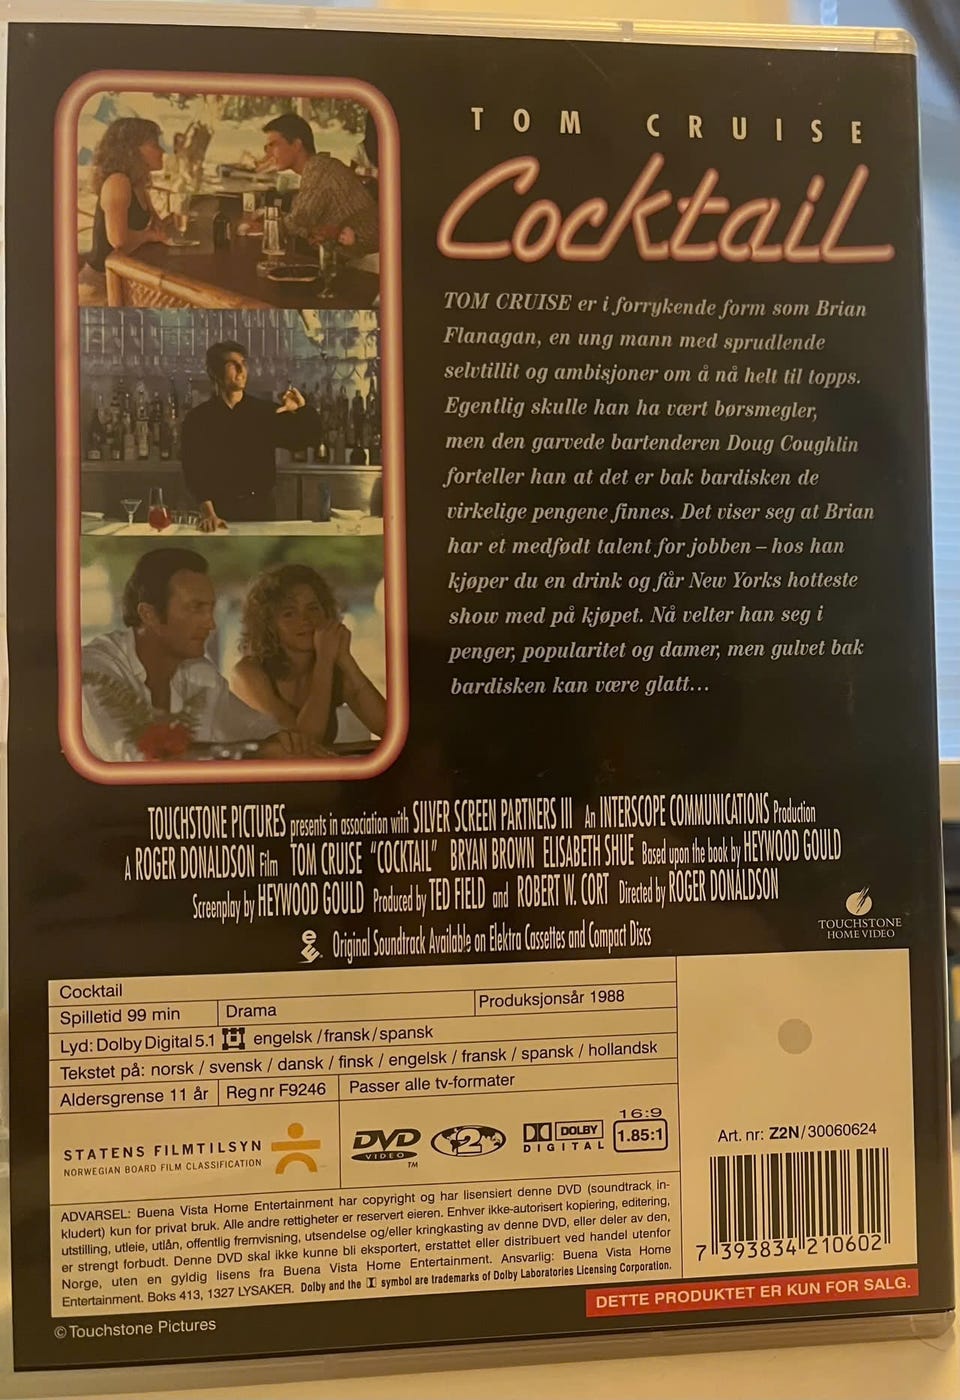 TOM CRUISE
Cocktail
TOM CRUISE er i forrykende form som Brian
Flanagan, en ung mann med sprudlende
selvtillit og ambisjoner om å nå helt til topps.
Egentlig skulle han ha vært børsmegler,
men den garvede bartenderen Doug Coughlin
forteller han at det er bak bardisken de
virkelige pengene finnes. Det viser seg at Brian
har et medfødt talent for jobben – hos han
kjøper du en drink og får New Yorks hotteste
show med på kjøpet. Nå velter han seg i
penger, popularitet og damer, men gulvet bak
bardisken kan være glatt...
TOUCHSTONE PICTURES presents in association with SILVER SCREEN PARTNERS III An INTERSCOPE COMMUNICATIONS Production
A ROGER DONALDSON Film TOM CRUISE "COCKTAIL" BRYAN BROWN ELISABETH SHUE Based upon the book by HEYWOOD GOULD
Screenplay by HEYWOOD GOULD Produced by TED FIELD and ROBERT W. CORT Directed by ROGER DONALDSON
Original Soundtrack Available on Elektra Cassettes and Compact Discs
TOUCHSTONE
HOME VIDEO
Cocktail
Spilletid 99 min Drama Produksjonsår 1988
Lyd: Dolby Digital 5.1 engelsk / fransk / spansk
Tekstet på: norsk / svensk / dansk / finsk / engelsk / fransk / spansk / hollandsk
Aldersgrense 11 år Reg nr F9246 Passer alle tv-formater
STATENS FILMTILSYN
NORWEGIAN BOARD FILM CLASSIFICATION
DVD
VIDEO
TM
2
DOLBY
DIGITAL
16:9
1.85:1
Art. nr: Z2N/30060624
7 393834 210602
ADVARSEL: Buena Vista Home Entertainment har copyright og har lisensiert denne DVD (soundtrack in-
kludert) kun for privat bruk. Alle andre rettigheter er reservert eieren. Enhver ikke-autorisert kopiering, editering,
utstilling, utleie, utlån, offentlig fremvisning, utsendelse og/eller kringkasting av denne DVD, eller deler av den,
er strengt forbudt. Denne DVD skal ikke kunne bli eksportert, erstattet eller distribuert ved handel utenfor
Norge, uten en gyldig lisens fra Buena Vista Home Entertainment. Ansvarlig: Buena Vista Home
Entertainment. Boks 413, 1327 LYSAKER. Dolby and the symbol are trademarks of Dolby Laboratories Licensing Corporation.
DETTE PRODUKTET ER KUN FOR SALG.
© Touchstone Pictures